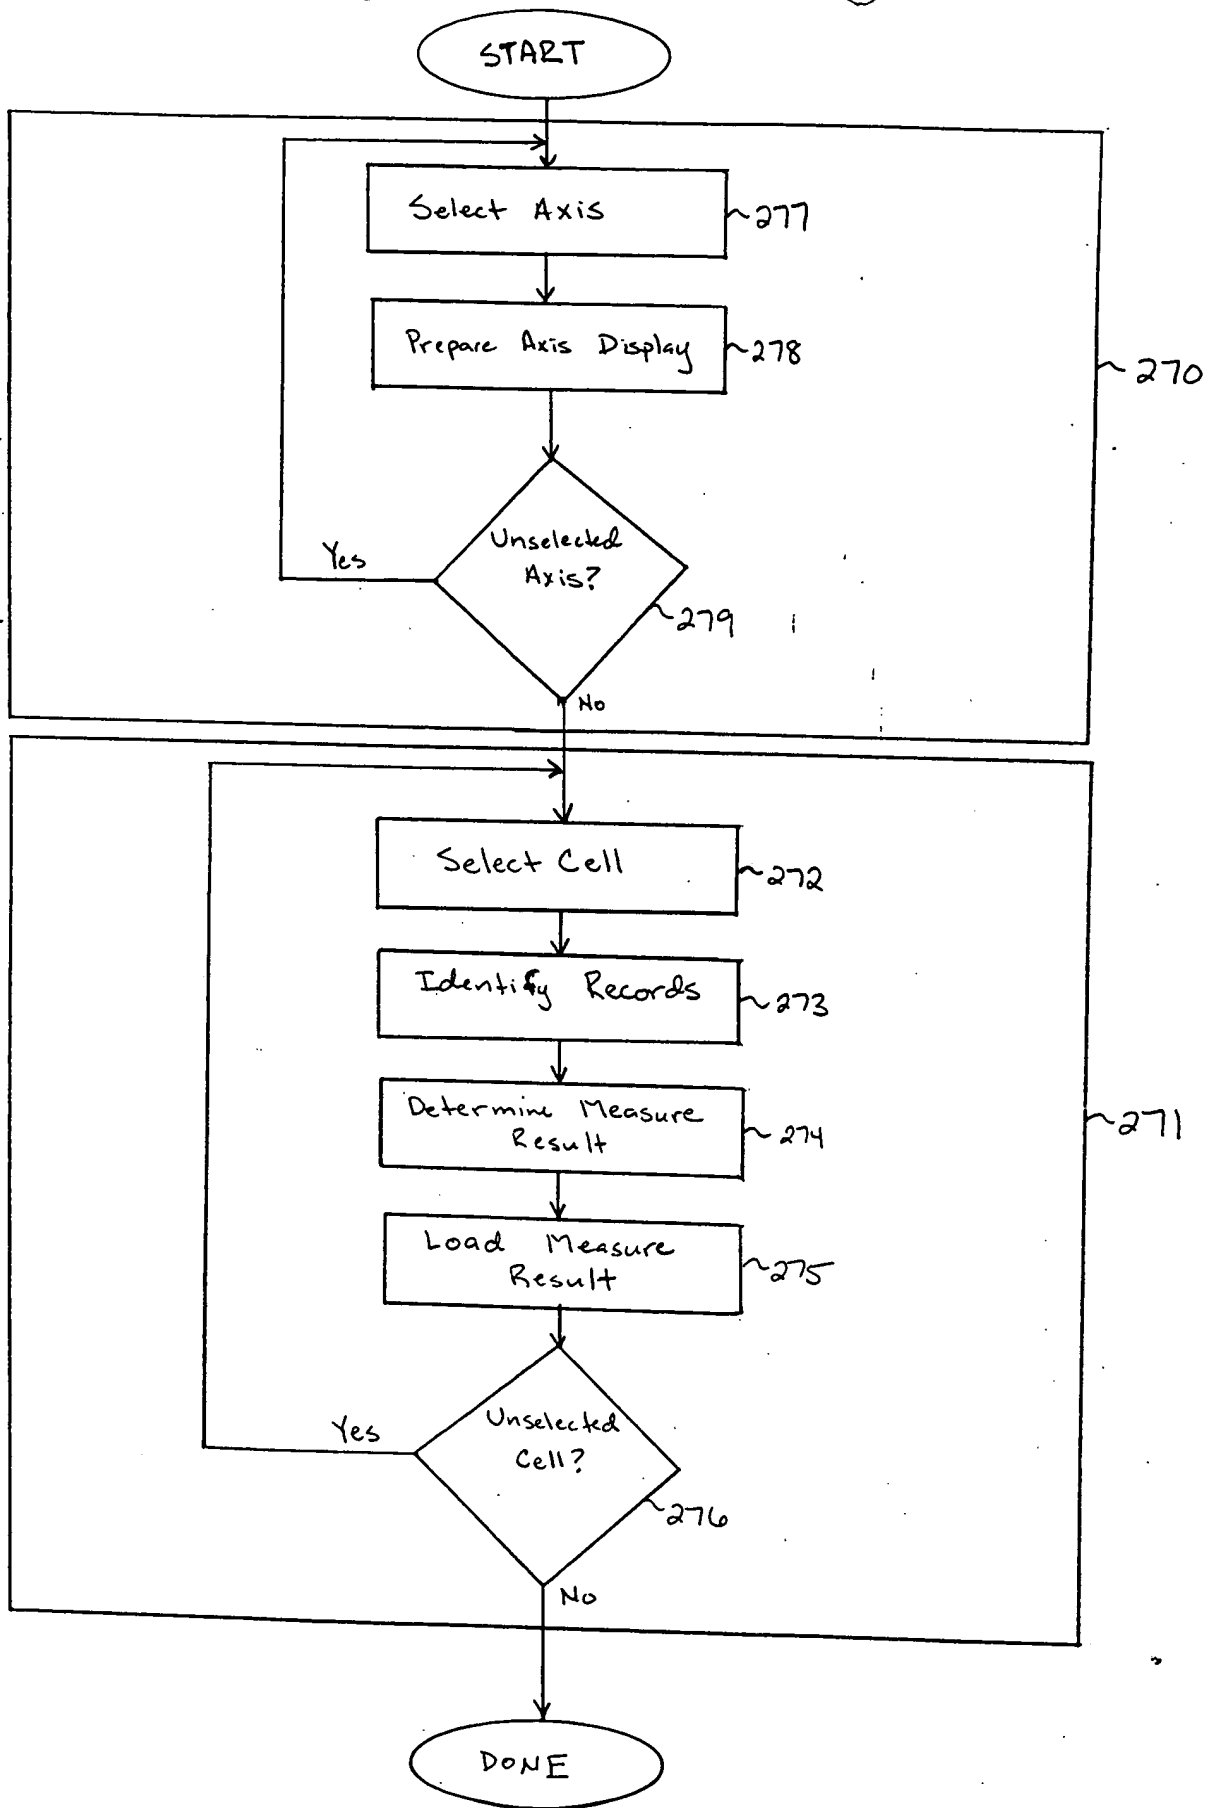 START
Select Axis
277
Prepare Axis Display
278
270
Unselected
Axis?
Yes
279
No
Select Cell
272
Identify Records
273
Determine Measure
Result
274
271
Load Measure
Result
275
Unselected
Cell?
Yes
276
No
DONE